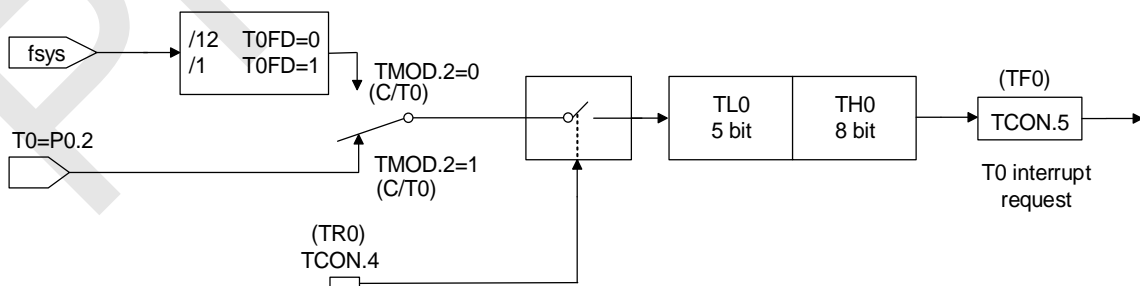 fsys
/12 T0FD=0
/1 T0FD=1
TMOD.2=0
(C/T0)
T0=P0.2
TMOD.2=1
(C/T0)
(TR0)
TCON.4
TL0
5 bit
TH0
8 bit
(TF0)
TCON.5
T0 interrupt
request